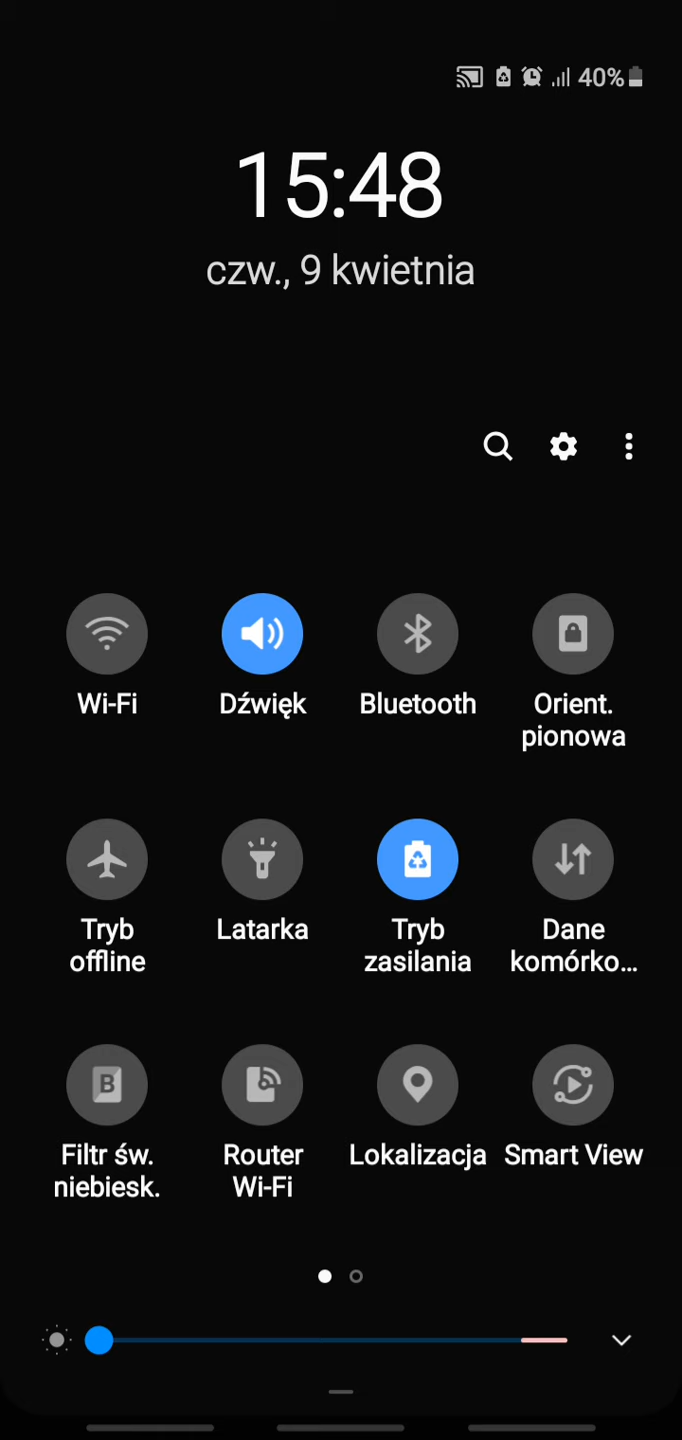 40%
15:48
czw., 9 kwietnia
Wi-Fi
Dźwięk
Bluetooth
Orient.
pionowa
Tryb
offline
Latarka
Tryb
zasilania
Dane
komórko...
B
Filtr św.
niebiesk.
Router
Wi-Fi
Lokalizacja
Smart View